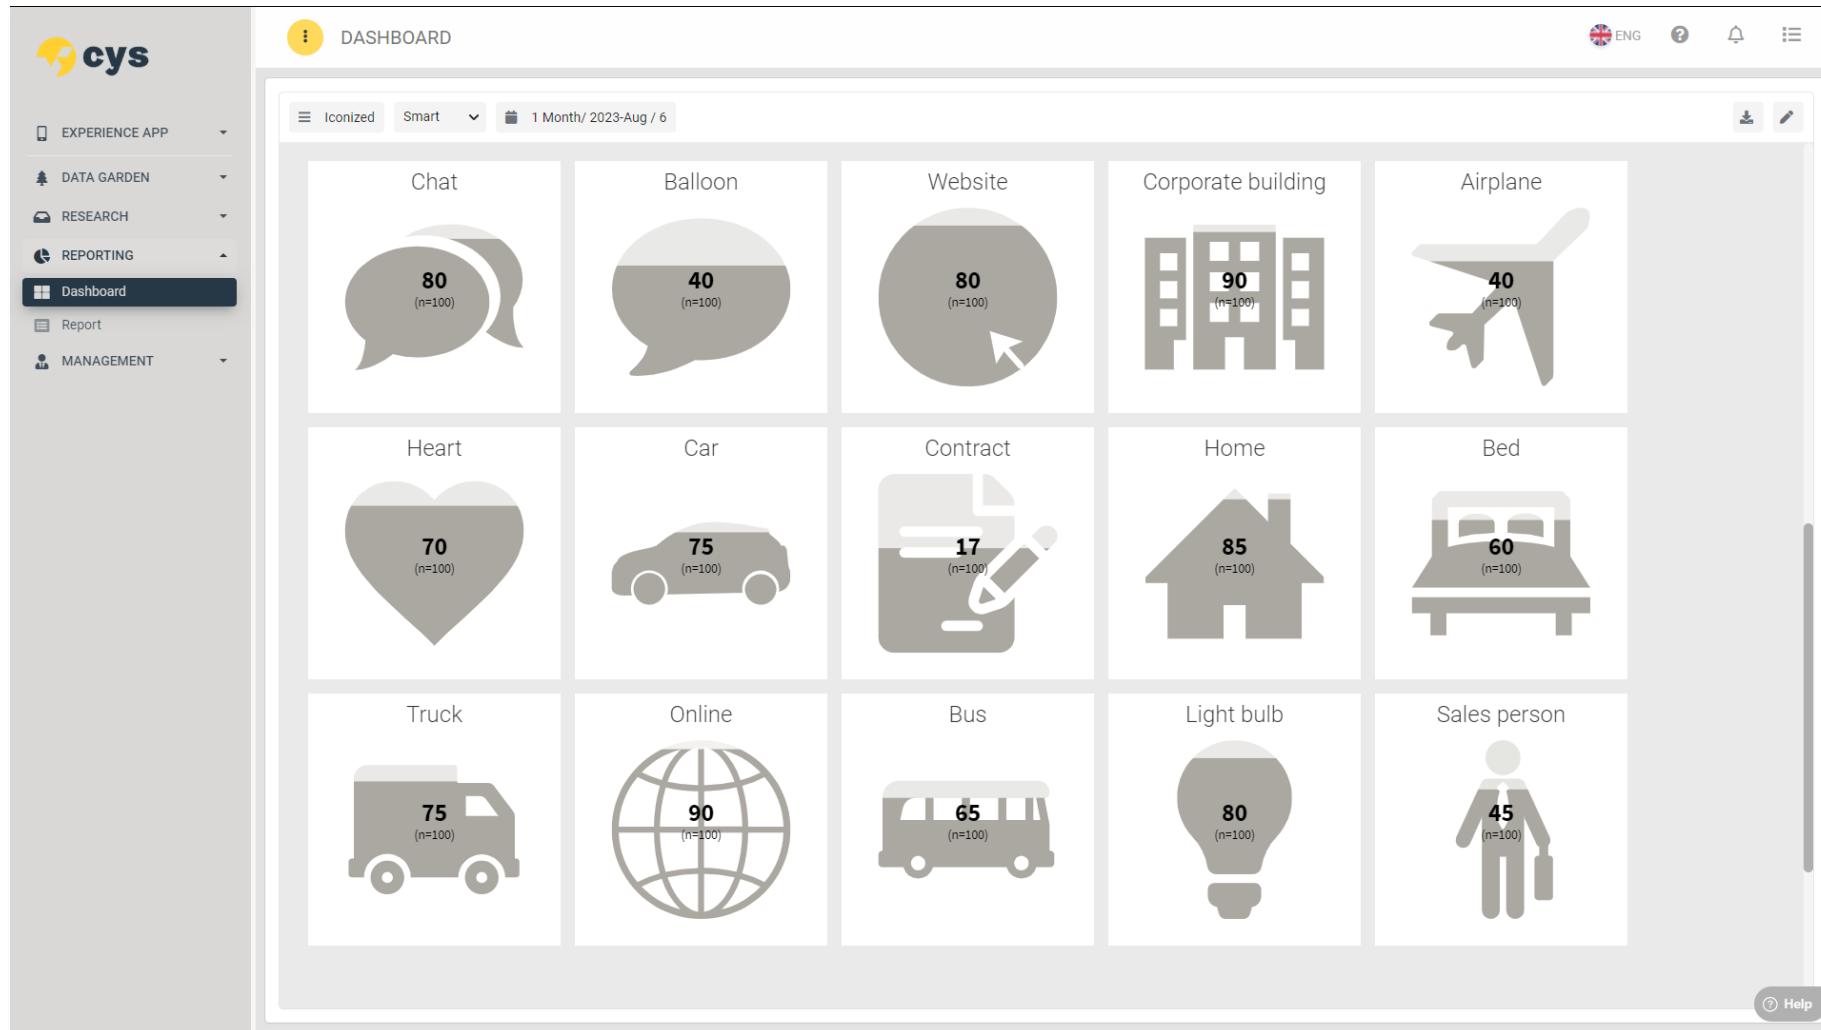 cys
DASHBOARD
ENG
EXPERIENCE APP
DATA GARDEN
RESEARCH
REPORTING
Dashboard
Report
MANAGEMENT
Iconized
Smart
1 Month/ 2023-Aug / 6
Chat
80
(n=100)
Balloon
40
(n=100)
Website
80
(n=100)
Corporate building
90
(n=100)
Airplane
40
(n=100)
Heart
70
(n=100)
Car
75
(n=100)
Contract
17
(n=100)
Home
85
(n=100)
Bed
60
(n=100)
Truck
75
(n=100)
Online
90
(n=100)
Bus
65
(n=100)
Light bulb
80
(n=100)
Sales person
45
(n=100)
Help